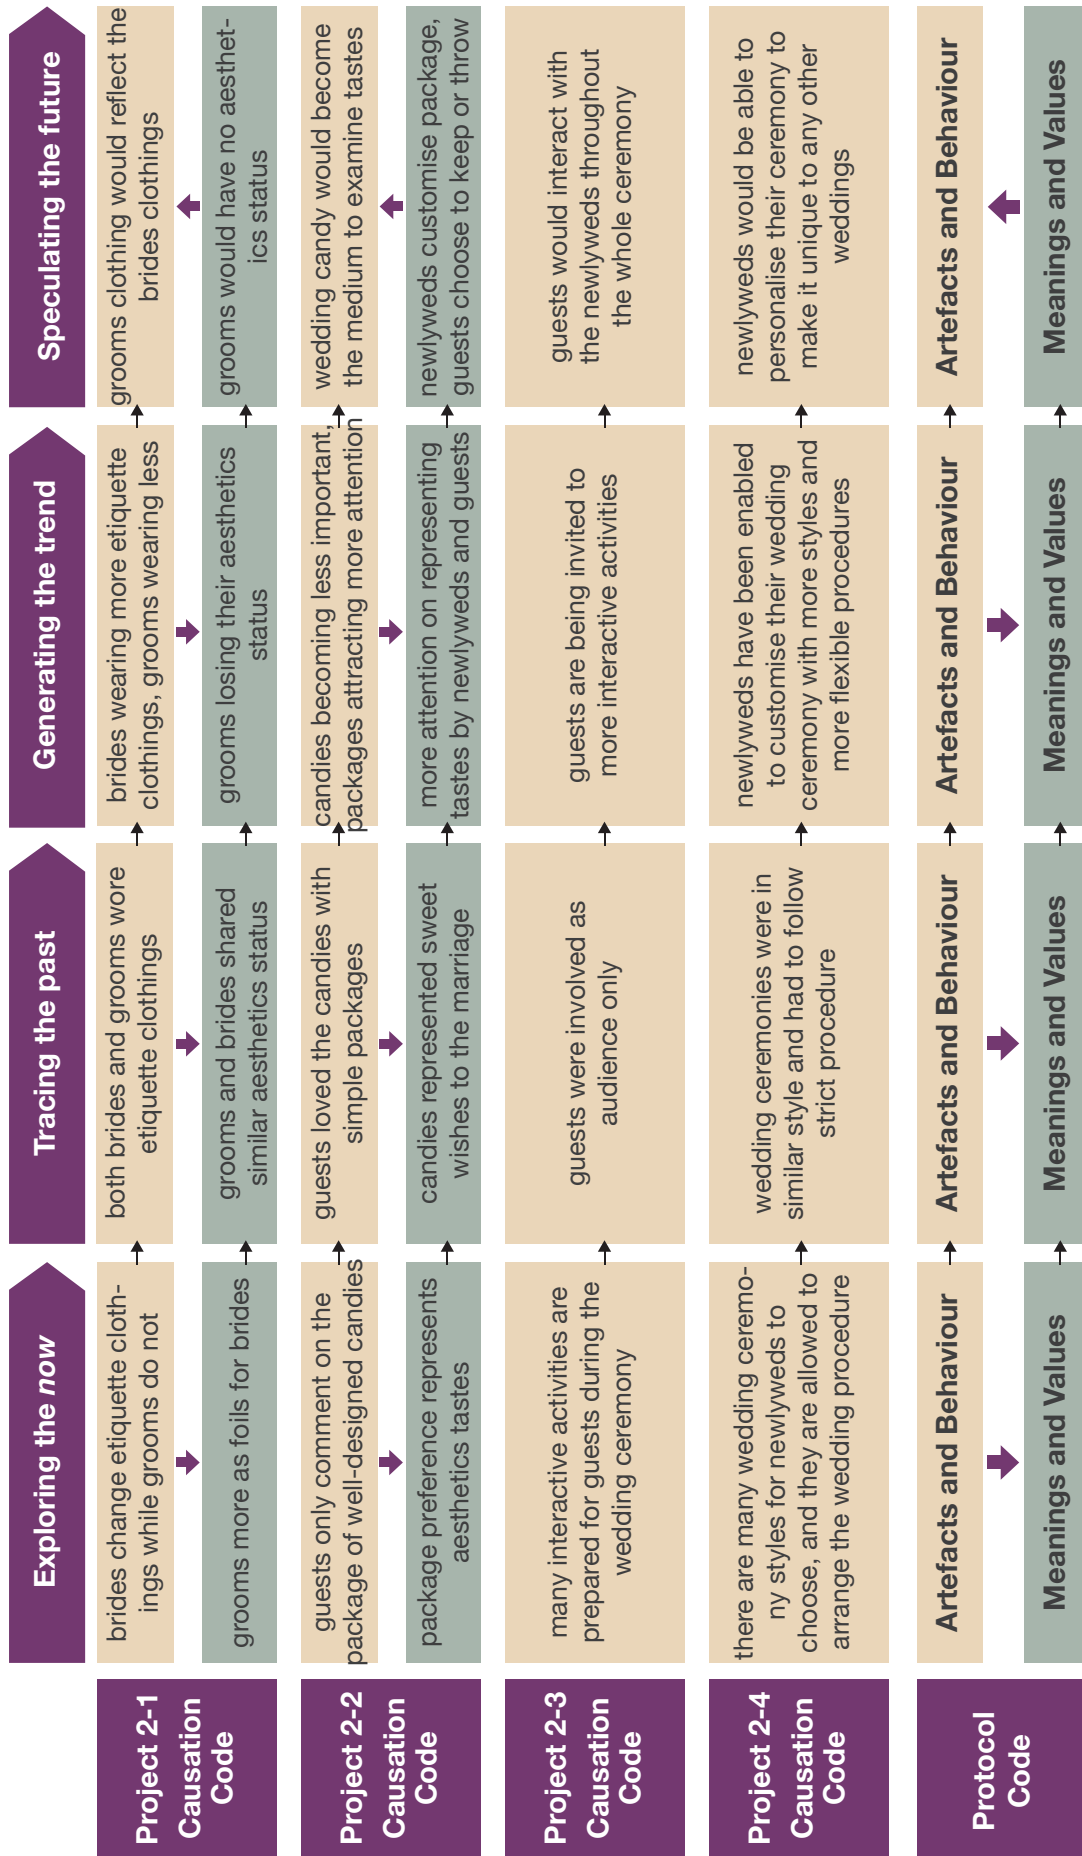 Exploring the now
Tracing the past
Generating the trend
Speculating the future
Project 2-1
Causation
Code
brides change etiquette cloth-
ings while grooms do not
both brides and grooms wore
etiquette clothings
brides wearing more etiquette
clothings, grooms wearing less
grooms clothing would reflect the
brides clothings
grooms more as foils for brides
grooms and brides shared
similar aesthetics status
grooms losing their aesthetics
status
grooms would have no aesthet-
ics status
Project 2-2
Causation
Code
guests only comment on the
package of well-designed candies
guests loved the candies with
simple packages
candies becoming less important,
packages attracting more attention
wedding candy would become
the medium to examine tastes
package preference represents
aesthetics tastes
candies represented sweet
wishes to the marriage
more attention on representing
tastes by newlyweds and guests
newlyweds customise package,
guests choose to keep or throw
Project 2-3
Causation
Code
many interactive activities are
prepared for guests during the
wedding ceremony
guests were involved as
audience only
guests are being invited to
more interactive activities
guests would interact with
the newlyweds throughout
the whole ceremony
Project 2-4
Causation
Code
there are many wedding ceremo-
ny styles for newlyweds to
choose, and they are allowed to
arrange the wedding procedure
wedding ceremonies were in
similar style and had to follow
strict procedure
newlyweds have been enabled
to customise their wedding
ceremony with more styles and
more flexible procedures
newlyweds would be able to
personalise their ceremony to
make it unique to any other
weddings
Protocol
Code
Artefacts and Behaviour
Artefacts and Behaviour
Artefacts and Behaviour
Artefacts and Behaviour
Meanings and Values
Meanings and Values
Meanings and Values
Meanings and Values